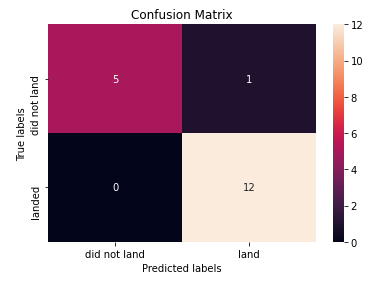 Confusion Matrix
True labels
did not land
landed
5
1
0
12
did not land
land
Predicted labels
12
10
8
6
4
2
0